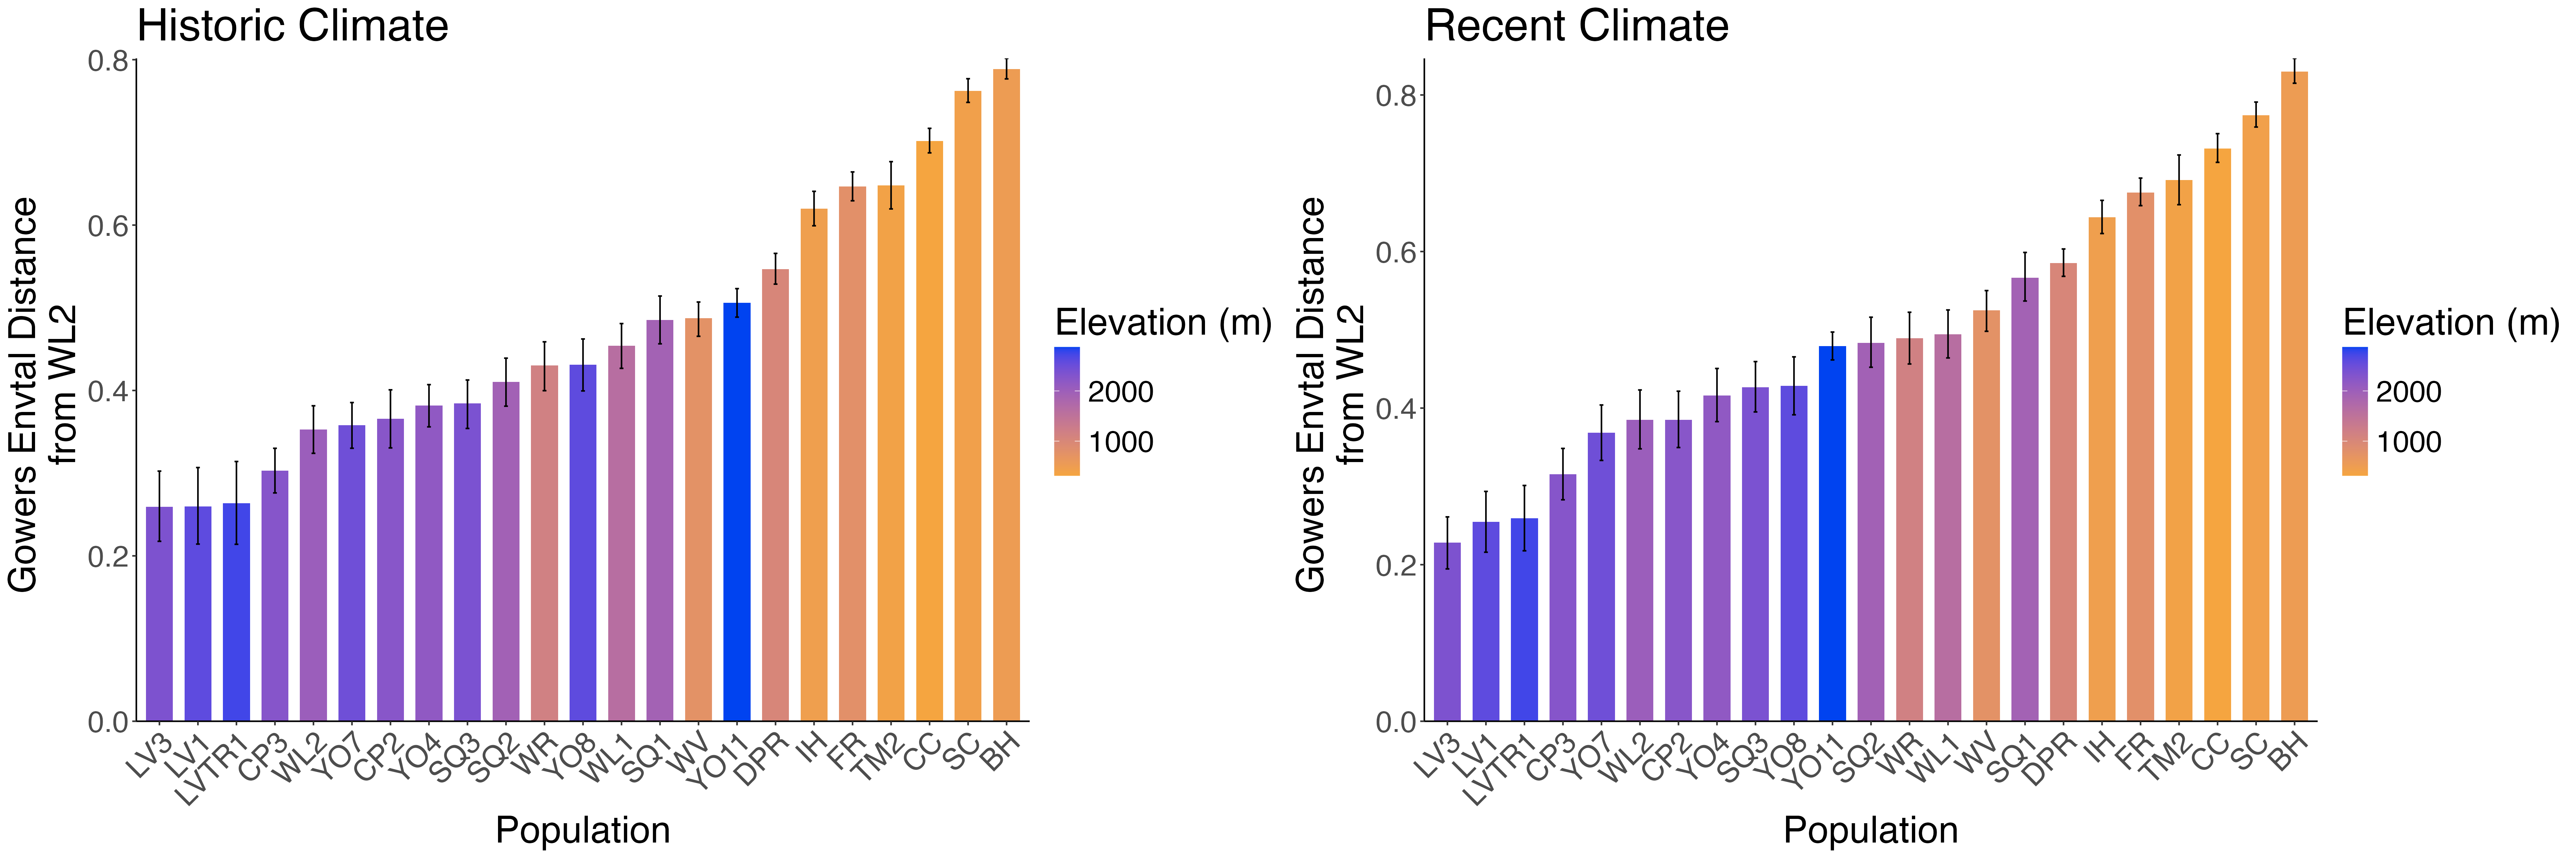 Historic Climate
Gowers Envtal Distance
from WL2
0.8
0.6
0.4
0.2
0.0
LV3
LV1
LVTR1
CP3
WL2
YO7
CP2
YO4
SQ3
SQ2
WR
YO8
WL1
SQ1
WV
YO11
DPR
IH
FR
TM2
CC
SC
BH
Population
Elevation (m)
2000
1000
Recent Climate
Gowers Envtal Distance
from WL2
0.8
0.6
0.4
0.2
0.0
LV3
LV1
LVTR1
CP3
YO7
WL2
CP2
YO4
SQ3
YO8
YO11
SQ2
WR
WL1
WV
SQ1
DPR
IH
FR
TM2
CC
SC
BH
Population
Elevation (m)
2000
1000